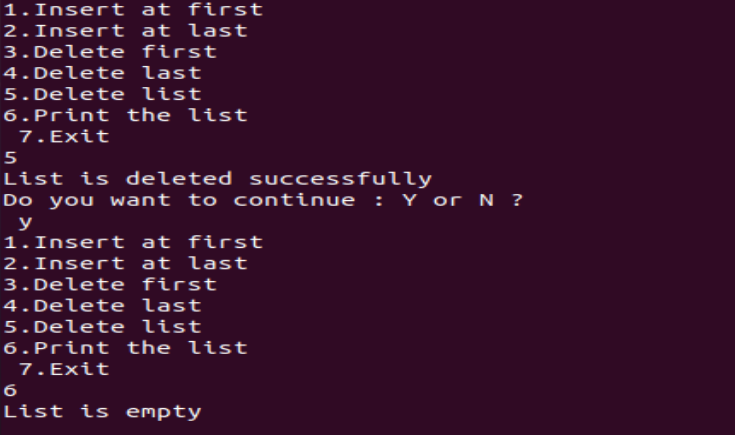 1.Insert at first
2.Insert at last
3.Delete first
4.Delete last
5.Delete list
6.Print the list
 7.Exit
5
List is deleted successfully
Do you want to continue : Y or N ?
 y
1.Insert at first
2.Insert at last
3.Delete first
4.Delete last
5.Delete list
6.Print the list
 7.Exit
6
List is empty